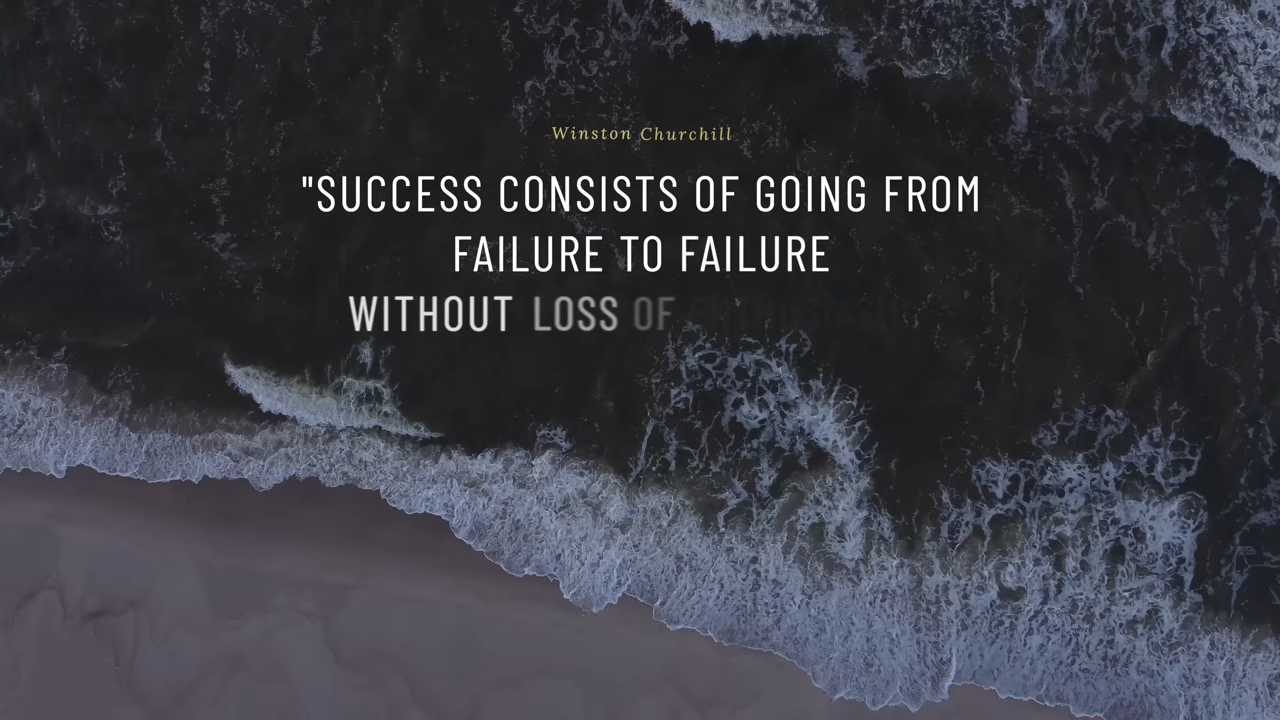 Winston Churchill
"SUCCESS CONSISTS OF GOING FROM
FAILURE TO FAILURE
WITHOUT LOSS OF